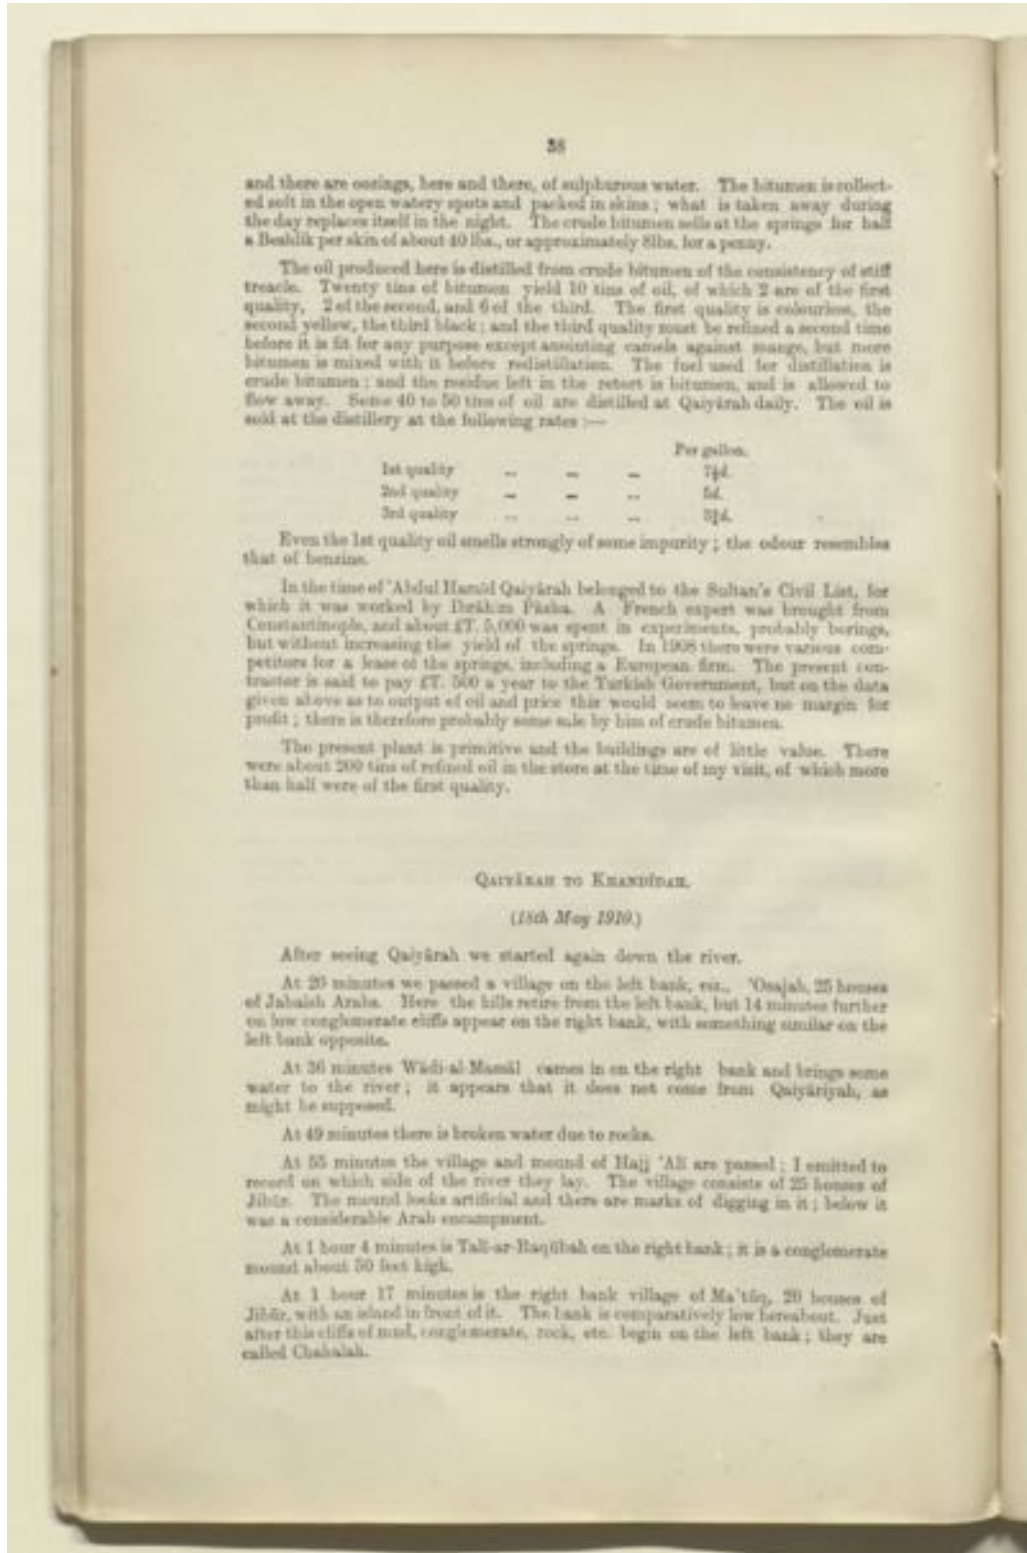 38
and there are oozings, here and there, of sulphurous water. The bitumen is collect-
ed soft in the open watery spots and packed in skins; what is taken away during
the day replaces itself in the night. The crude bitumen sells at the springs for half
a Beshlik per skin of about 40 lbs., or approximately 8lbs. for a penny.
The oil produced here is distilled from crude bitumen of the consistency of stiff
treacle. Twenty tins of bitumen yield 10 tins of oil, of which 2 are of the first
quality, 2 of the second, and 6 of the third. The first quality is colourless, the
second yellow, the third black; and the third quality must be refined a second time
before it is fit for any purpose except anointing camels against mange, but more
bitumen is mixed with it before redistillation. The fuel used for distillation is
crude bitumen; and the residue left in the retort is bitumen, and is allowed to
flow away. Some 40 to 50 tins of oil are distilled at Qaiyārah daily. The oil is
sold at the distillery at the following rates :—
Per gallon.
1st quality .. .. .. 7½d.
2nd quality .. .. .. 5d.
3rd quality .. .. ..
Even the 1st quality oil smells strongly of some impurity; the odour resembles
that of benzine.
In the time of 'Abdul Hamīd Qaiyārah belonged to the Sultan's Civil List, for
which it was worked by Ibrāhīm Pāsha. A French expert was brought from
Constantinople, and about £T. 5,000 was spent in experiments, probably borings,
but without increasing the yield of the springs. In 1908 there were various com-
petitors for a lease of the springs, including a European firm. The present con-
tractor is said to pay £T. 500 a year to the Turkish Government, but on the data
given above as to output of oil and price this would seem to leave no margin for
profit; there is therefore probably some sale by him of crude bitumen.
The present plant is primitive and the buildings are of little value. There
were about 200 tins of refined oil in the store at the time of my visit, of which more
than half were of the first quality.
QAIYĀRAH TO KHANDĪDAH.
(18th May 1910.)
After seeing Qaiyārah we started again down the river.
At 20 minutes we passed a village on the left bank, viz., 'Osajah, 25 houses
of Jabaish Arabs. Here the hills retire from the left bank, but 14 minutes further
on low conglomerate cliffs appear on the right bank, with something similar on the
left bank opposite.
At 36 minutes Wādi-al- comes in on the right bank and brings some
water to the river; it appears that it does not come from Qaiyāriyah, as
might be supposed.
At 49 minutes there is broken water due to rocks.
At 55 minutes the village and mound of Hajj 'Ali are passed; I omitted to
record on which side of the river they lay. The village consists of 25 houses of
Jibūr. The mound looks artificial and there are marks of digging in it; below it
was a considerable Arab encampment.
At 1 hour 4 minutes is Tall-ar-Raqūbah on the right bank; it is a conglomerate
mound about 50 feet high.
At 1 hour 17 minutes is the right bank village of Ma'tūq, 20 houses of
Jibūr, with an island in front of it. The bank is comparatively low hereabout. Just
after this cliffs of mud, conglomerate, rock, etc. begin on the left bank; they are
called Chahalah.